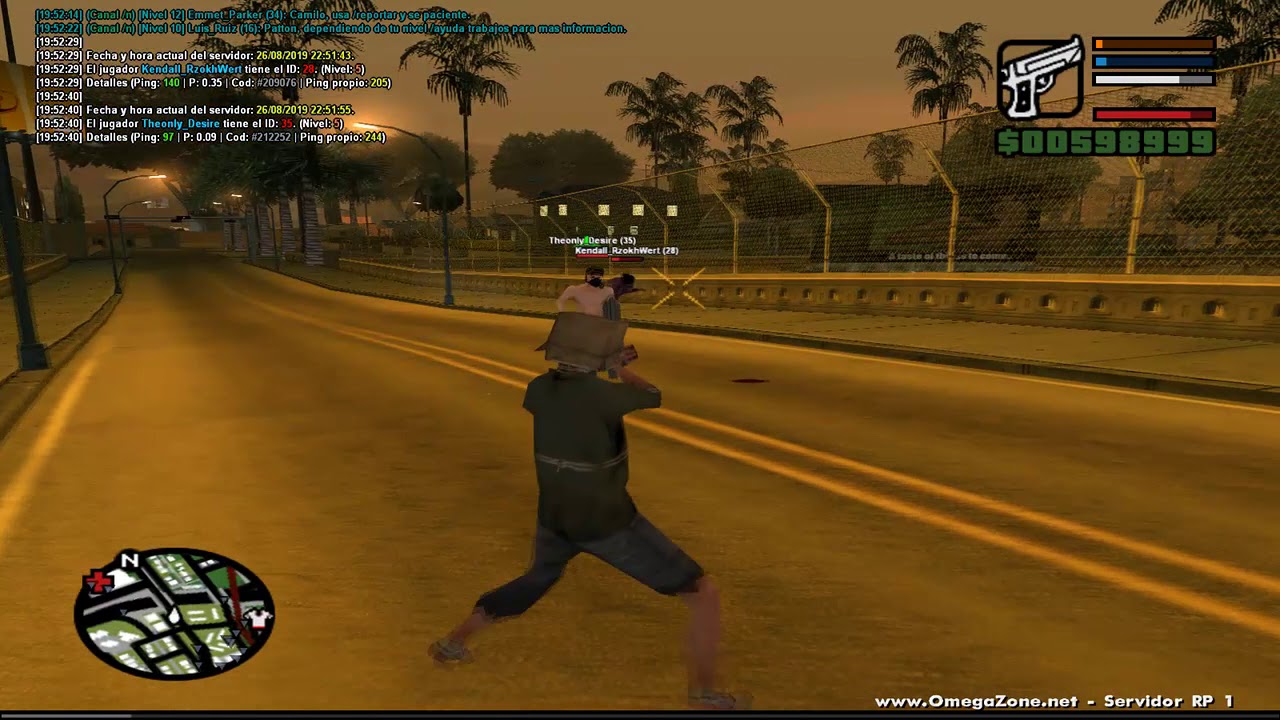 [19:52:14] (Canal /n) [Nivel 12] Emmet_Parker (34): Camilo, usa /reportar y se paciente.
[19:52:22] (Canal /n) [Nivel 10] Luis_Ruiz (16): Patton, dependiendo de tu nivel /ayuda trabajos para mas informacion.
[19:52:29]
[19:52:29] Fecha y hora actual del servidor: 26/08/2019 22:51:43.
[19:52:29] El jugador Kendall_RzokhWert tiene el ID: 28. (Nivel: 5)
[19:52:29] Detalles (Ping: 140 | P: 0.35 | Cod: #209076 | Ping propio: 205)
[19:52:40]
[19:52:40] Fecha y hora actual del servidor: 26/08/2019 22:51:55.
[19:52:40] El jugador Theonly_Desire tiene el ID: 35. (Nivel: 5)
[19:52:40] Detalles (Ping: 97 | P: 0.09 | Cod: #212252 | Ping propio: 244)
$00598999
Theonly_Desire (35)
Kendall_RzokhWert (28)
a taste of to come
N
www.OmegaZone.net - Servidor RP 1